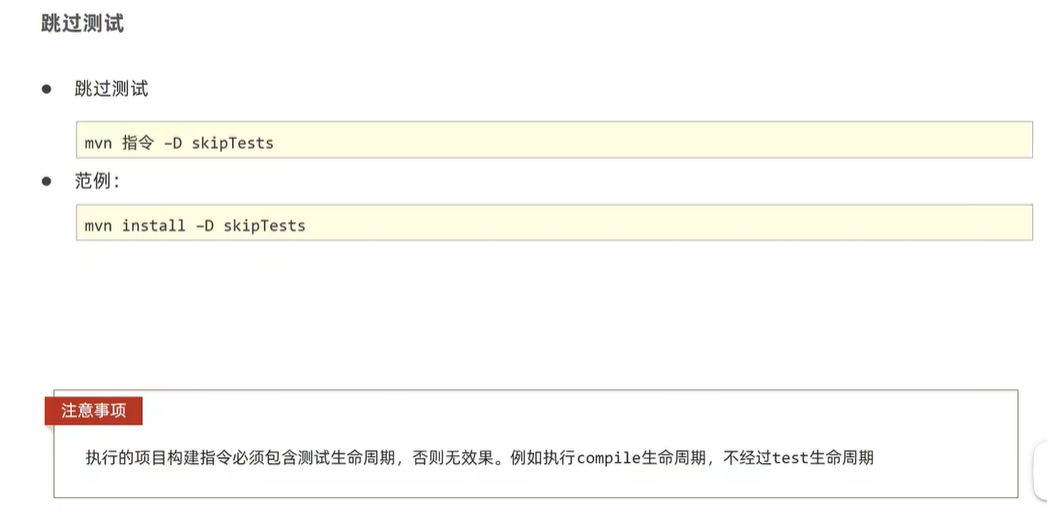 跳过测试
跳过测试
mvn 指令 –D skipTests
范例：
mvn install –D skipTests
注意事项
执行的项目构建指令必须包含测试生命周期，否则无效果。例如执行compile生命周期，不经过test生命周期